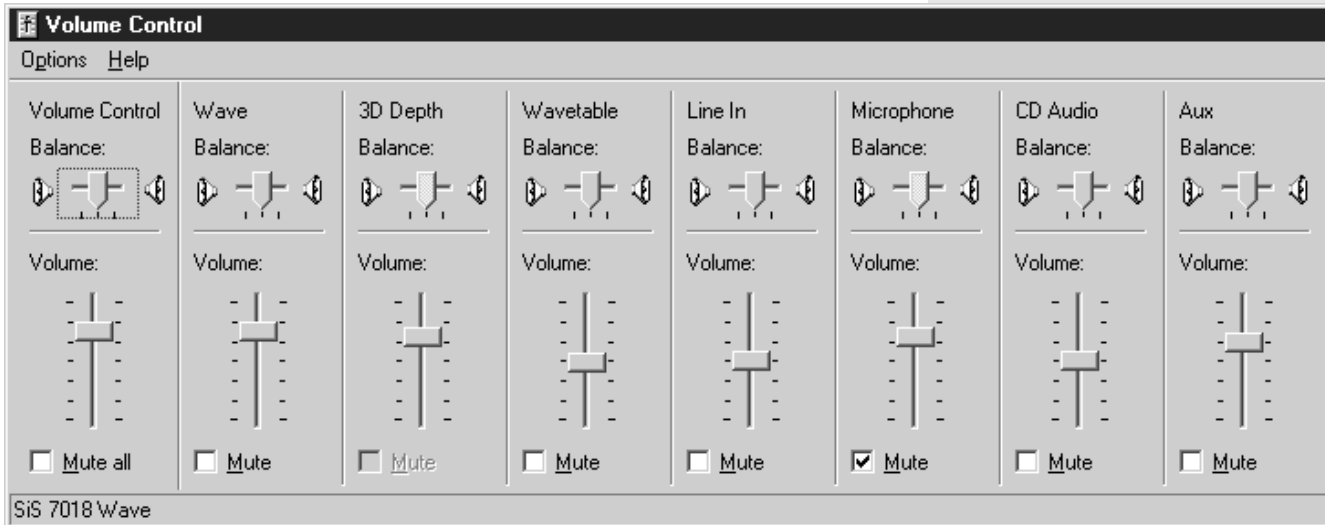 Volume Control
Options Help
Volume Control Wave 3D Depth Wavetable Line In Microphone CD Audio Aux
Balance: Balance: Balance: Balance: Balance: Balance: Balance: Balance:
Volume: Volume: Volume: Volume: Volume: Volume: Volume: Volume:
Mute all Mute Mute Mute Mute Mute Mute Mute
SiS 7018 Wave